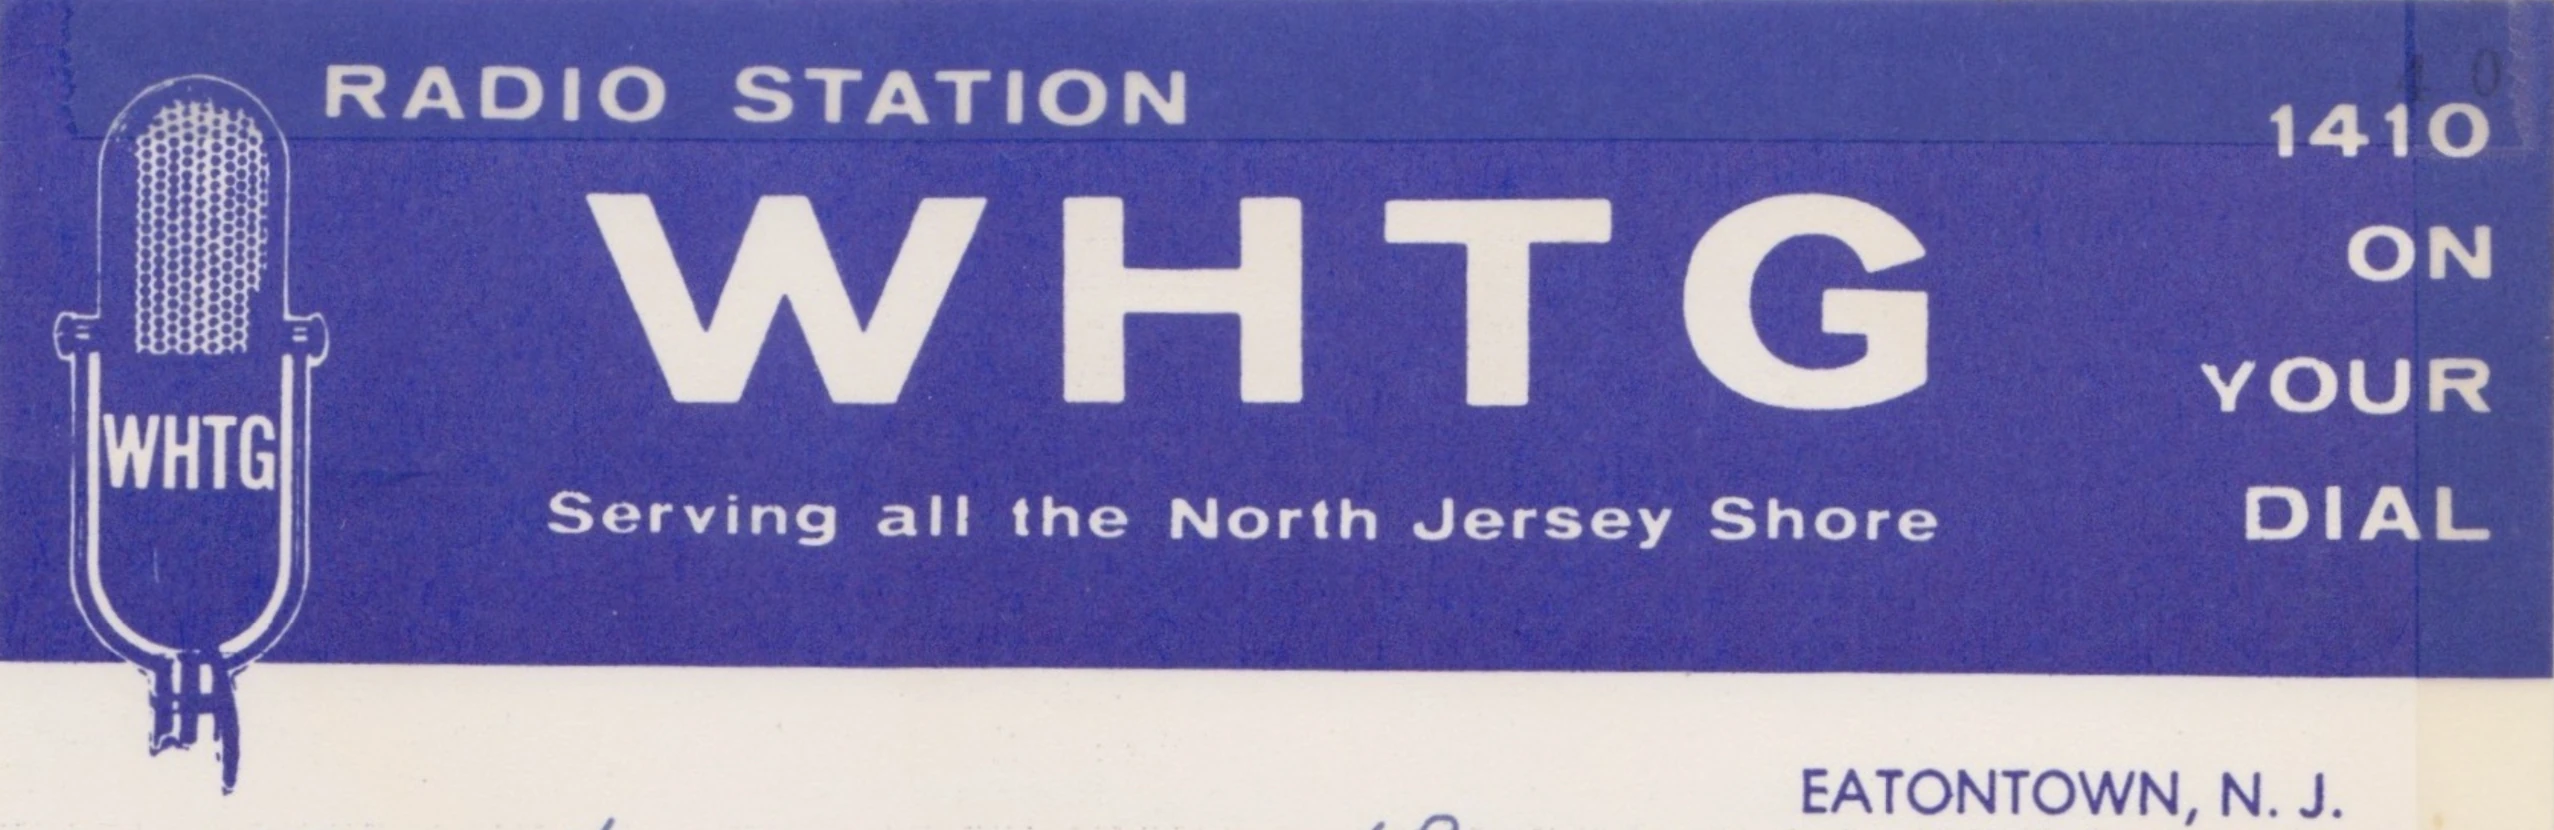 RADIO STATION
WHTG
Serving all the North Jersey Shore
1410
ON
YOUR
DIAL
WHTG
EATONTOWN, N. J.